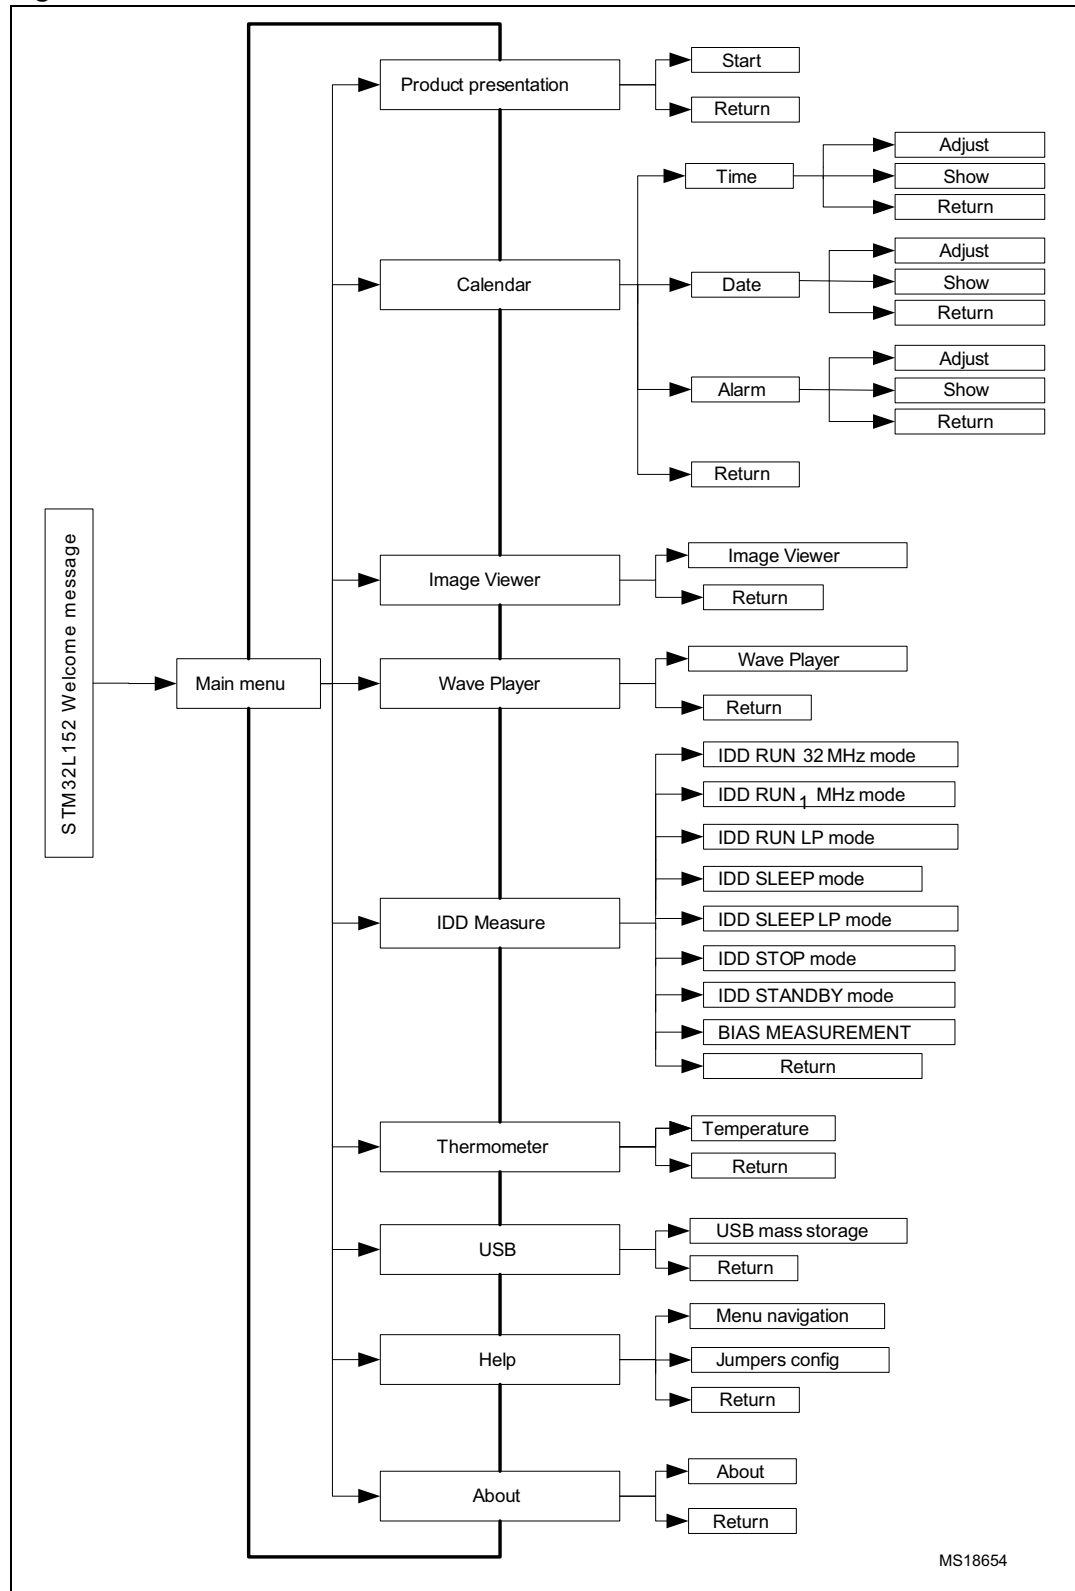 STM32L152 Welcome message
Main menu
Product presentation
Start
Return
Calendar
Time
Adjust
Show
Return
Date
Adjust
Show
Return
Alarm
Adjust
Show
Return
Return
Image Viewer
Image Viewer
Return
Wave Player
Wave Player
Return
IDD Measure
IDD RUN 32 MHz mode
IDD RUN 1 MHz mode
IDD RUN LP mode
IDD SLEEP mode
IDD SLEEP LP mode
IDD STOP mode
IDD STANDBY mode
BIAS MEASUREMENT
Return
Thermometer
Temperature
Return
USB
USB mass storage
Return
Help
Menu navigation
Jumpers config
Return
About
About
Return
MS18654